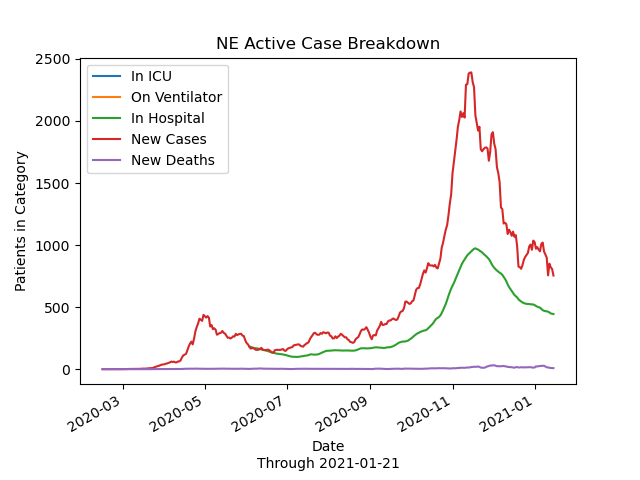 NE Active Case Breakdown
In ICU
On Ventilator
In Hospital
New Cases
New Deaths
Patients in Category
2500
2000
1500
1000
500
0
2020-03
2020-05
2020-07
2020-09
2020-11
2021-01
Date
Through 2021-01-21